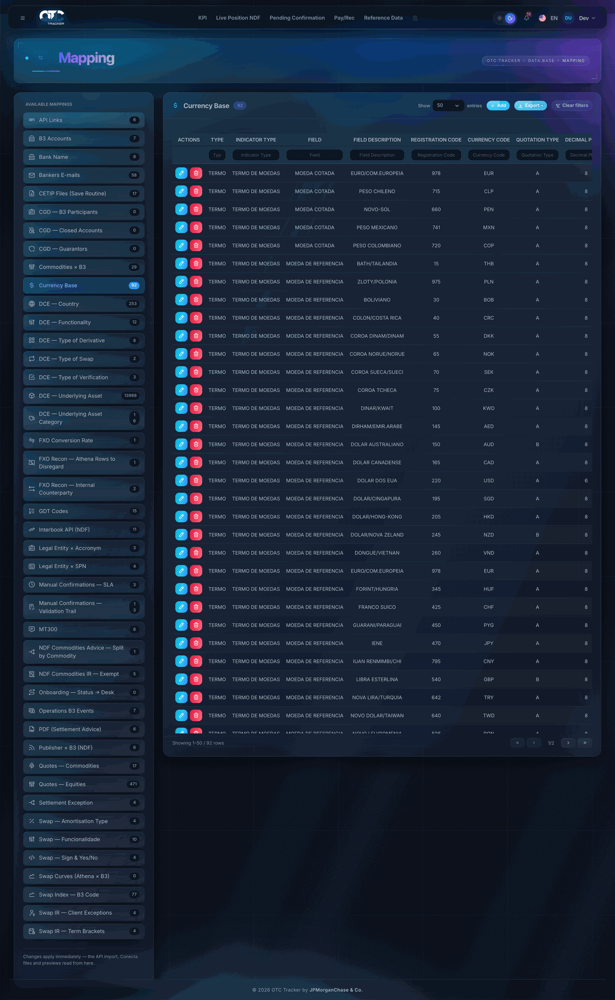 OTC
TRACKER
KPI
Live Position NDF
Pending Confirmation
Pay/Rec
Reference Data
11
EN
DU
Dev
Mapping
OTC TRACKER › DATA BASE › MAPPING
AVAILABLE MAPPINGS
API API Links 6
B3 Accounts 7
Bank Name 8
Bankers E-mails 58
CETIP Files (Save Routine) 17
CGD — B3 Participants 0
CGD — Closed Accounts 0
CGD — Guarantors 0
Commodities × B3 29
Currency Base 92
DCE — Country 253
DCE — Functionality 12
DCE — Type of Derivative 8
DCE — Type of Swap 2
DCE — Type of Verification 3
DCE — Underlying Asset 13968
DCE — Underlying Asset
Category
1
6
FXO Conversion Rate 1
FXO Recon — Athena Rows to
Disregard
1
FXO Recon — Internal
Counterparty
2
GDT Codes 15
Interbook API (NDF) 11
Legal Entity × Accronym 3
Legal Entity × SPN 4
Manual Confirmations — SLA 3
Manual Confirmations —
Validation Trail
1
3
MT300 6
NDF Commodities Advice — Split
by Commodity
1
NDF Commodities IR — Exempt 5
Onboarding — Status → Desk 0
Operations B3 Events 7
PDF (Settlement Advice) 6
Publisher × B3 (NDF) 6
Quotes — Commodities 17
Quotes — Equities 471
Settlement Exception 4
Swap — Amortisation Type 4
Swap — Funcionalidade 10
Swap — Sign & Yes/No 4
Swap Curves (Athena × B3) 0
Swap Index — B3 Code 77
Swap IR — Client Exceptions 4
Swap IR — Term Brackets 4
Changes apply immediately — the API import, Conecta
files and previews read from here.
$ Currency Base 92
Show 50 entries
+ Add
Export
Clear filters
ACTIONS TYPE INDICATOR TYPE FIELD FIELD DESCRIPTION REGISTRATION CODE CURRENCY CODE QUOTATION TYPE DECIMAL P
Typ Indicator Type Field Field Description Registration Code Currency Code Quotation Type Decimal Pl
TERMO TERMO DE MOEDAS MOEDA COTADA EURO/COM.EUROPEIA 978 EUR A 8
TERMO TERMO DE MOEDAS MOEDA COTADA PESO CHILENO 715 CLP A 8
TERMO TERMO DE MOEDAS MOEDA COTADA NOVO-SOL 660 PEN A 8
TERMO TERMO DE MOEDAS MOEDA COTADA PESO MEXICANO 741 MXN A 8
TERMO TERMO DE MOEDAS MOEDA COTADA PESO COLOMBIANO 720 COP A 8
TERMO TERMO DE MOEDAS MOEDA DE REFERENCIA BATH/TAILANDIA 15 THB A 8
TERMO TERMO DE MOEDAS MOEDA DE REFERENCIA ZLOTY/POLONIA 975 PLN A 8
TERMO TERMO DE MOEDAS MOEDA DE REFERENCIA BOLIVIANO 30 BOB A 8
TERMO TERMO DE MOEDAS MOEDA DE REFERENCIA COLON/COSTA RICA 40 CRC A 8
TERMO TERMO DE MOEDAS MOEDA DE REFERENCIA COROA DINAM/DINAM 55 DKK A 8
TERMO TERMO DE MOEDAS MOEDA DE REFERENCIA COROA NORUE/NORUE 65 NOK A 8
TERMO TERMO DE MOEDAS MOEDA DE REFERENCIA COROA SUECA/SUECI 70 SEK A 8
TERMO TERMO DE MOEDAS MOEDA DE REFERENCIA COROA TCHECA 75 CZK A 8
TERMO TERMO DE MOEDAS MOEDA DE REFERENCIA DINAR/KWAIT 100 KWD A 8
TERMO TERMO DE MOEDAS MOEDA DE REFERENCIA DIRHAM/EMIR.ARABE 145 AED A 8
TERMO TERMO DE MOEDAS MOEDA DE REFERENCIA DOLAR AUSTRALIANO 150 AUD B 8
TERMO TERMO DE MOEDAS MOEDA DE REFERENCIA DOLAR CANADENSE 165 CAD A 8
TERMO TERMO DE MOEDAS MOEDA DE REFERENCIA DOLAR DOS EUA 220 USD A 6
TERMO TERMO DE MOEDAS MOEDA DE REFERENCIA DOLAR/CINGAPURA 195 SGD A 8
TERMO TERMO DE MOEDAS MOEDA DE REFERENCIA DOLAR/HONG-KONG 205 HKD A 8
TERMO TERMO DE MOEDAS MOEDA DE REFERENCIA DOLAR/NOVA ZELAND 245 NZD B 8
TERMO TERMO DE MOEDAS MOEDA DE REFERENCIA DONGUE/VIETNAN 260 VND A 8
TERMO TERMO DE MOEDAS MOEDA DE REFERENCIA EURO/COM.EUROPEIA 978 EUR A 8
TERMO TERMO DE MOEDAS MOEDA DE REFERENCIA FORINT/HUNGRIA 345 HUF A 8
TERMO TERMO DE MOEDAS MOEDA DE REFERENCIA FRANCO SUICO 425 CHF A 8
TERMO TERMO DE MOEDAS MOEDA DE REFERENCIA GUARANI/PARAGUAI 450 PYG A 8
TERMO TERMO DE MOEDAS MOEDA DE REFERENCIA IENE 470 JPY A 8
TERMO TERMO DE MOEDAS MOEDA DE REFERENCIA IUAN RENMIMBI/CHI 795 CNY A 8
TERMO TERMO DE MOEDAS MOEDA DE REFERENCIA LIBRA ESTERLINA 540 GBP B 8
TERMO TERMO DE MOEDAS MOEDA DE REFERENCIA NOVA LIRA/TURQUIA 642 TRY A 8
TERMO TERMO DE MOEDAS MOEDA DE REFERENCIA NOVO DOLAR/TAIWAN 640 TWD A 8
TERMO TERMO DE MOEDAS MOEDA DE REFERENCIA NOVO LEU/ROMENIA 506 RON A 8
Showing 1–50 / 92 rows
« ‹ 1/2 › »
© 2026 OTC Tracker by JPMorganChase & Co.